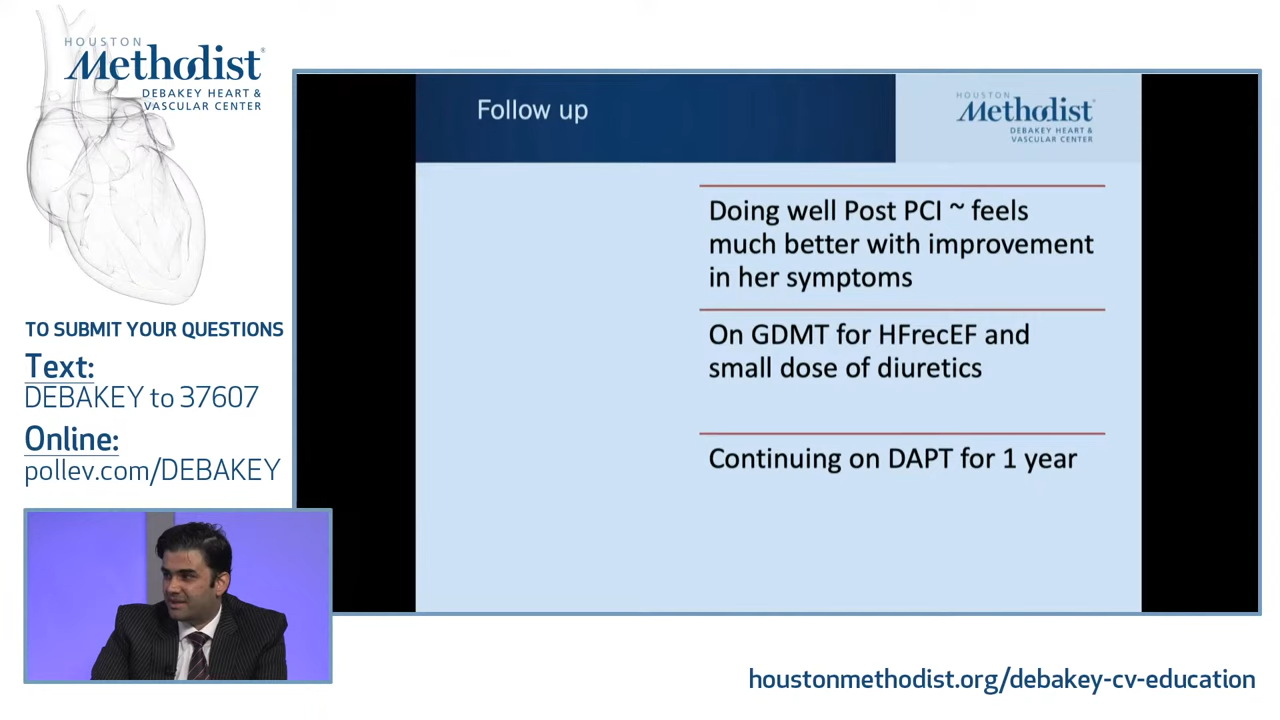 HOUSTON
Methodist®
DEBAKEY HEART &
VASCULAR CENTER
TO SUBMIT YOUR QUESTIONS
Text:
DEBAKEY to 37607
Online:
pollev.com/DEBAKEY
Follow up
HOUSTON
Methodist®
DEBAKEY HEART &
VASCULAR CENTER
Doing well Post PCI ~ feels
much better with improvement
in her symptoms
On GDMT for HFrecEF and
small dose of diuretics
Continuing on DAPT for 1 year
houstonmethodist.org/debakey-cv-education